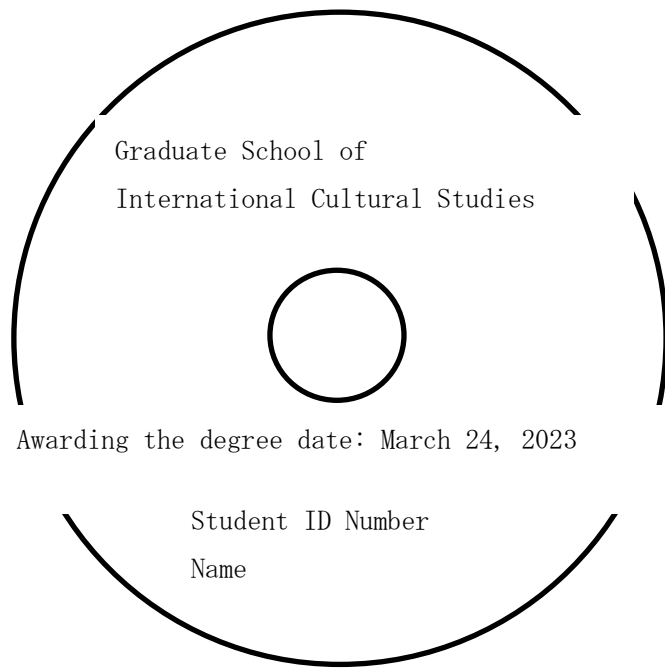 Graduate School of
International Cultural Studies
Awarding the degree date: March 24, 2023
Student ID Number
Name